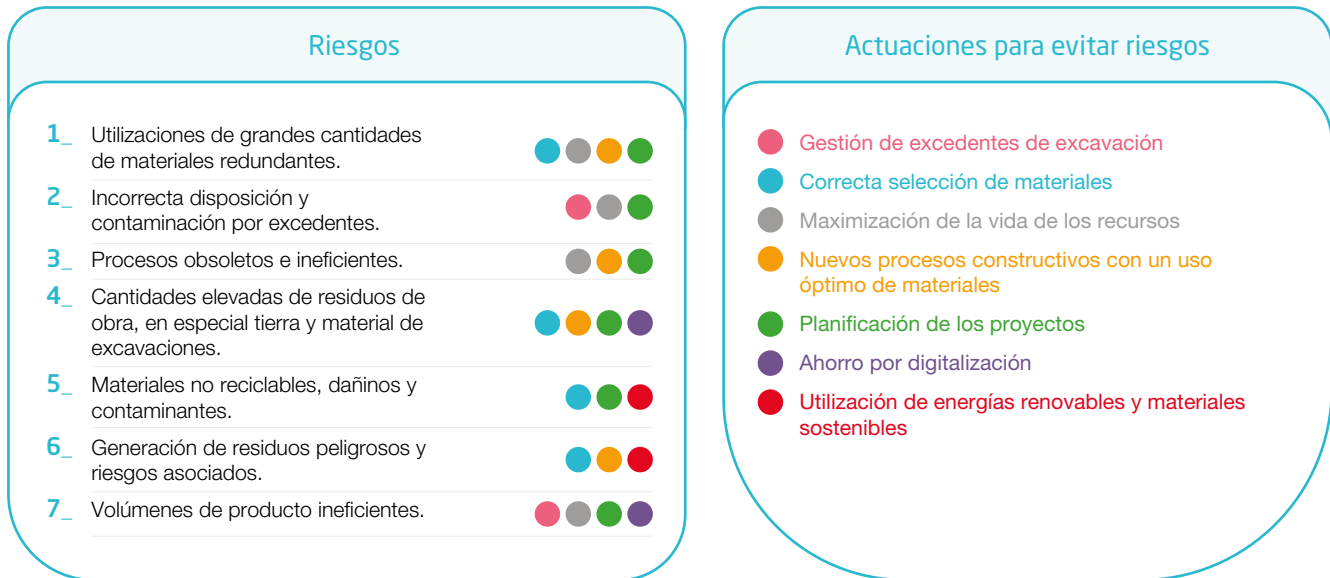 Riesgos
1_ Utilizaciones de grandes cantidades
de materiales redundantes.
2_ Incorrecta disposición y
contaminación por excedentes.
3_ Procesos obsoletos e ineficientes.
4_ Cantidades elevadas de residuos de
obra, en especial tierra y material de
excavaciones.
5_ Materiales no reciclables, dañinos y
contaminantes.
6_ Generación de residuos peligrosos y
riesgos asociados.
7_ Volúmenes de producto ineficientes.
Actuaciones para evitar riesgos
Gestión de excedentes de excavación
Correcta selección de materiales
Maximización de la vida de los recursos
Nuevos procesos constructivos con un uso
óptimo de materiales
Planificación de los proyectos
Ahorro por digitalización
Utilización de energías renovables y materiales
sostenibles